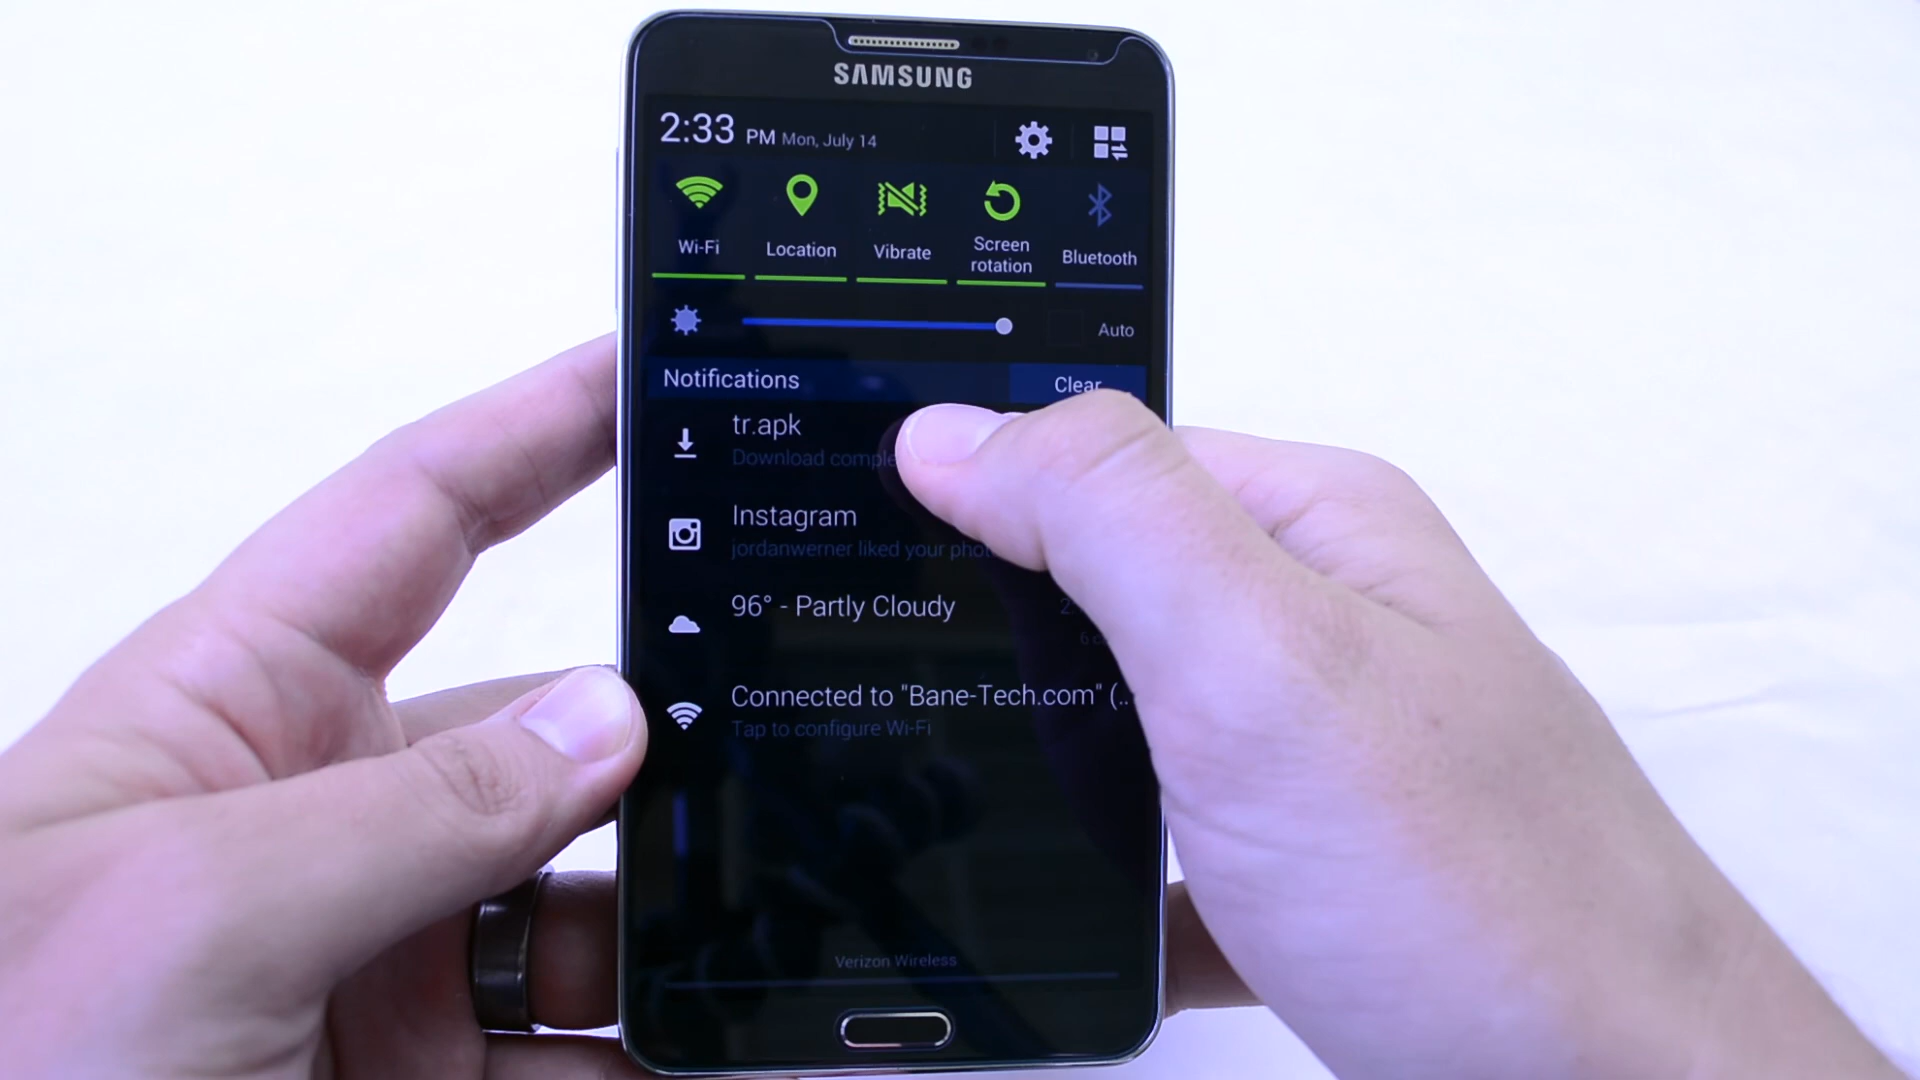 SAMSUNG
2:33 PM Mon, July 14
Wi-Fi
Location
Vibrate
Screen
rotation
Bluetooth
Auto
Notifications
Clear
tr.apk
Download comple
Instagram
jordanwerner liked your phot
96° - Partly Cloudy
Connected to "Bane-Tech.com" (..
Tap to configure Wi-Fi
Verizon Wireless